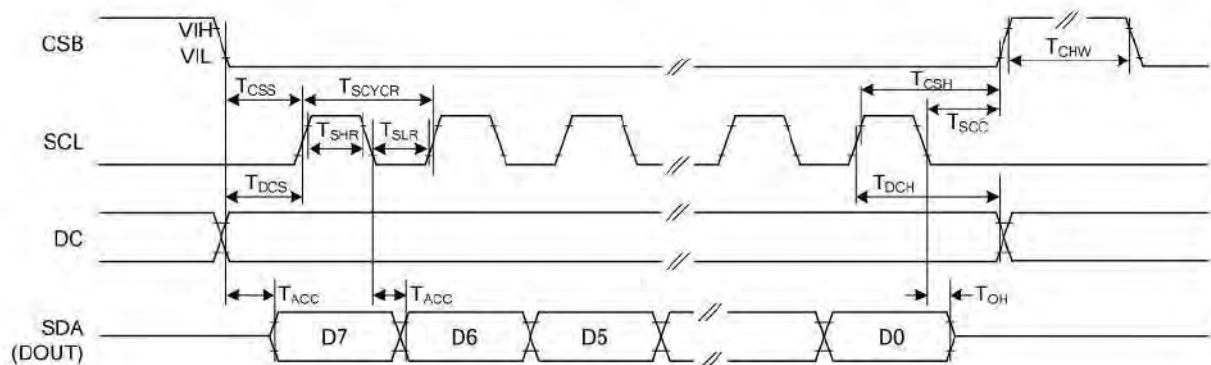 CSB
VIH
VIL
TCHW
TCSS
TSCYCR
TCSH
TSCC
SCL
TSHR
TSLR
TDCS
TDCH
DC
TACC
TACC
TOH
SDA
(DOUT)
D7
D6
D5
D0